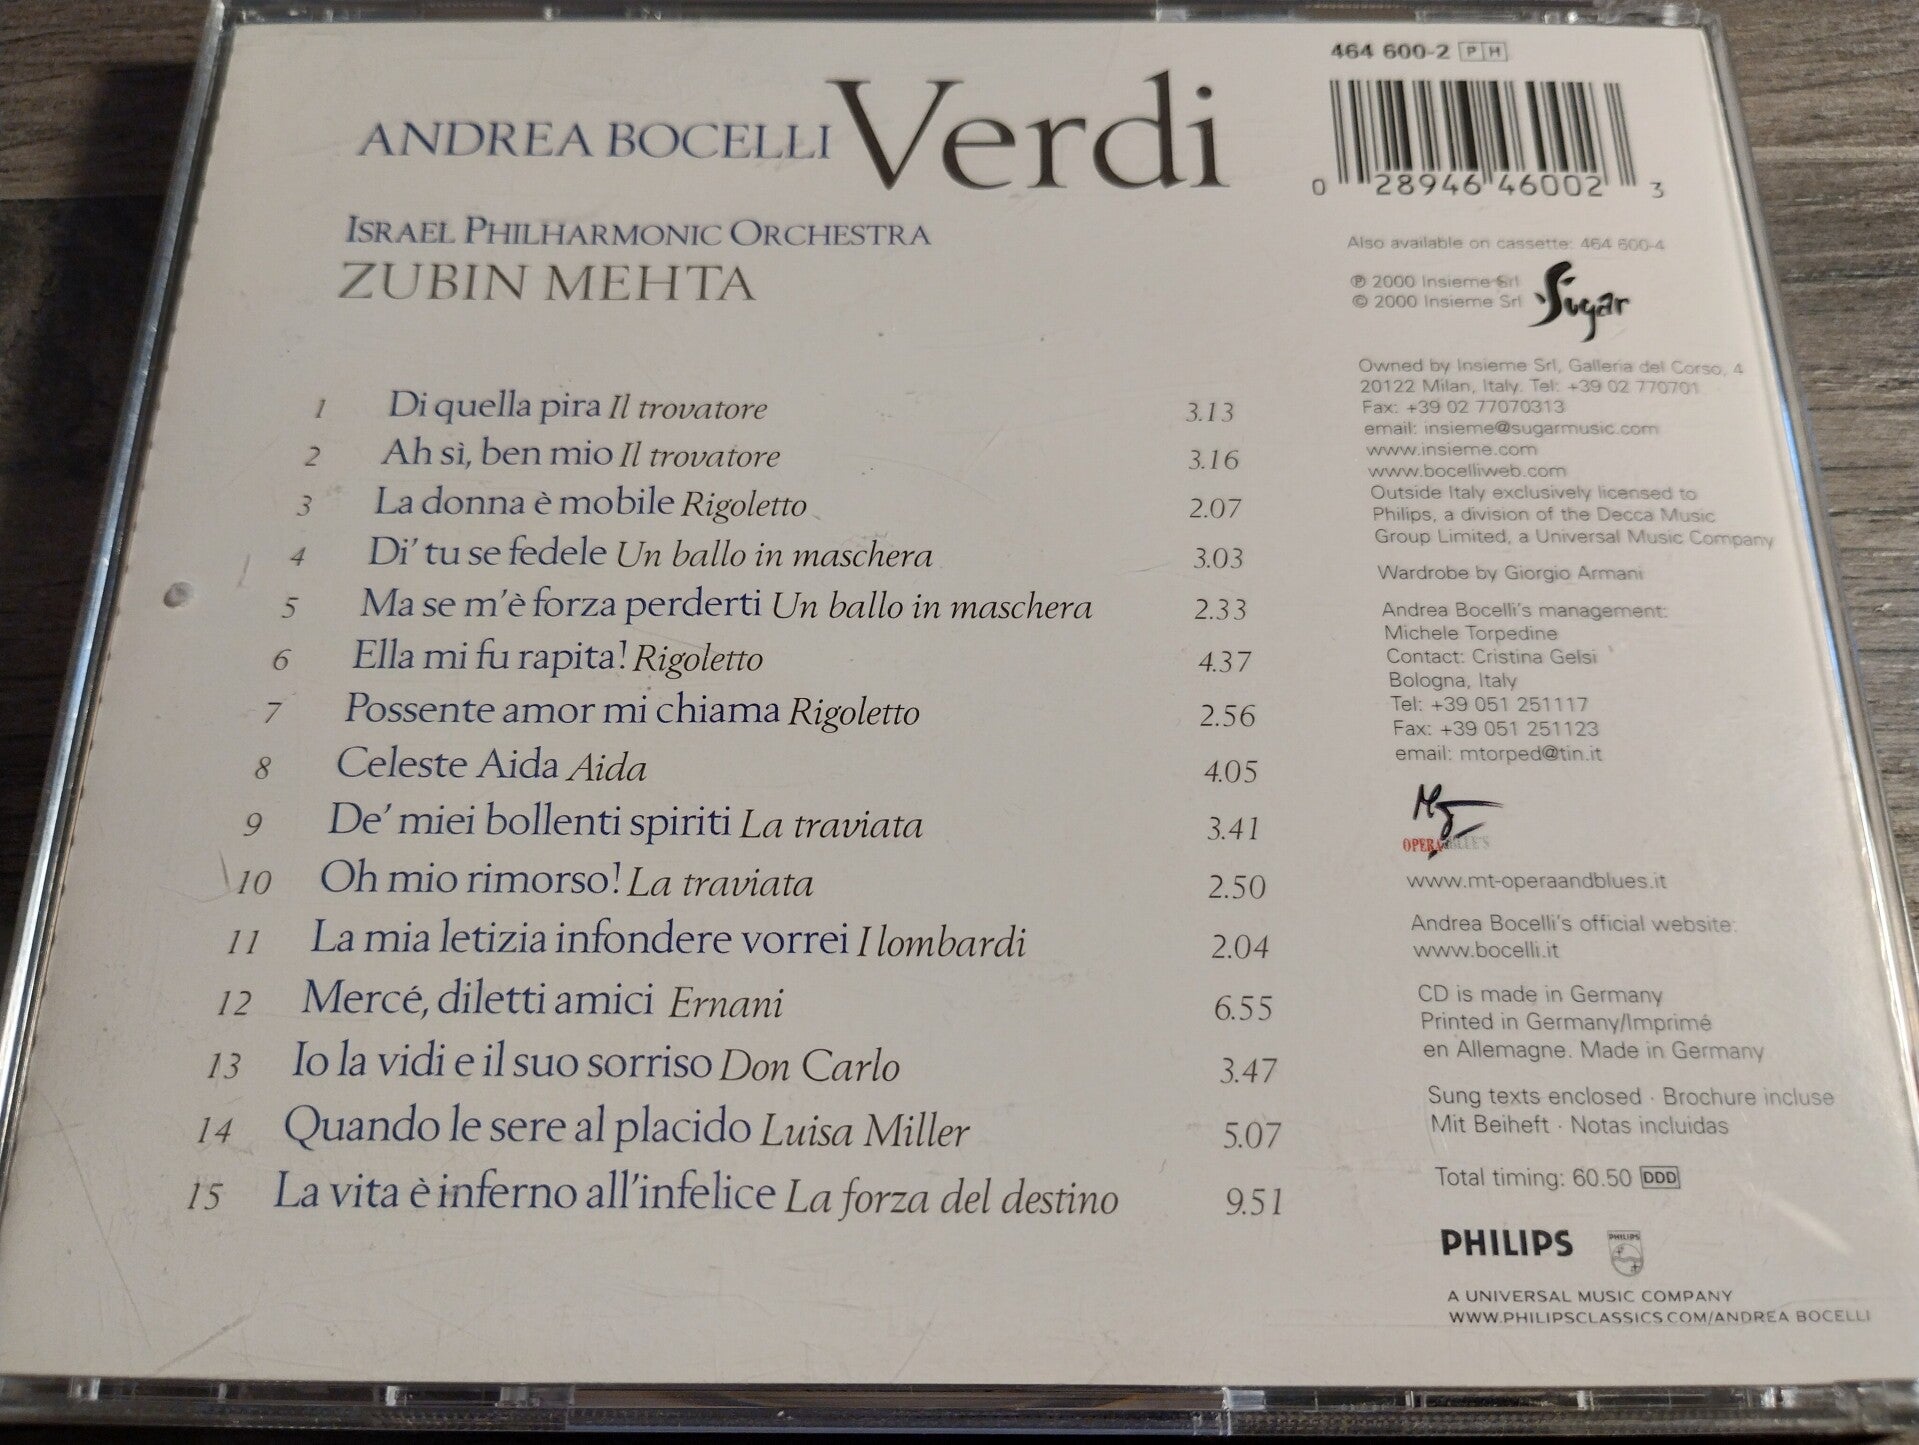 ANDREA BOCELLI Verdi
ISRAEL PHILHARMONIC ORCHESTRA
ZUBIN MEHTA
1 Di quella pira Il trovatore 3.13
2 Ah sì, ben mio Il trovatore 3.16
3 La donna è mobile Rigoletto 2.07
4 Di' tu se fedele Un ballo in maschera 3.03
5 Ma se m'è forza perderti Un ballo in maschera 2.33
6 Ella mi fu rapita! Rigoletto 4.37
7 Possente amor mi chiama Rigoletto 2.56
8 Celeste Aida Aida 4.05
9 De' miei bollenti spiriti La traviata 3.41
10 Oh mio rimorso! La traviata 2.50
11 La mia letizia infondere vorrei I lombardi 2.04
12 Mercé, diletti amici Ernani 6.55
13 Io la vidi e il suo sorriso Don Carlo 3.47
14 Quando le sere al placido Luisa Miller 5.07
15 La vita è inferno all'infelice La forza del destino 9.51
464 600-2 PH
0 28946 46002 3
Also available on cassette: 464 600-4
℗ 2000 Insieme Srl
© 2000 Insieme Srl
Sugar
Owned by Insieme Srl, Galleria del Corso, 4
20122 Milan, Italy. Tel: +39 02 770701
Fax: +39 02 77070313
email: insieme@sugarmusic.com
www.insieme.com
www.bocelliweb.com
Outside Italy exclusively licensed to
Philips, a division of the Decca Music
Group Limited, a Universal Music Company
Wardrobe by Giorgio Armani
Andrea Bocelli's management:
Michele Torpedine
Contact: Cristina Gelsi
Bologna, Italy
Tel: +39 051 251117
Fax: +39 051 251123
email: mtorped@tin.it
OPERA BLUE'S
www.mt-operaandblues.it
Andrea Bocelli's official website:
www.bocelli.it
CD is made in Germany
Printed in Germany/Imprimé
en Allemagne. Made in Germany
Sung texts enclosed · Brochure incluse
Mit Beiheft · Notas incluidas
Total timing: 60.50 DDD
PHILIPS PHILIPS
A UNIVERSAL MUSIC COMPANY
WWW.PHILIPSCLASSICS.COM/ANDREA BOCELLI